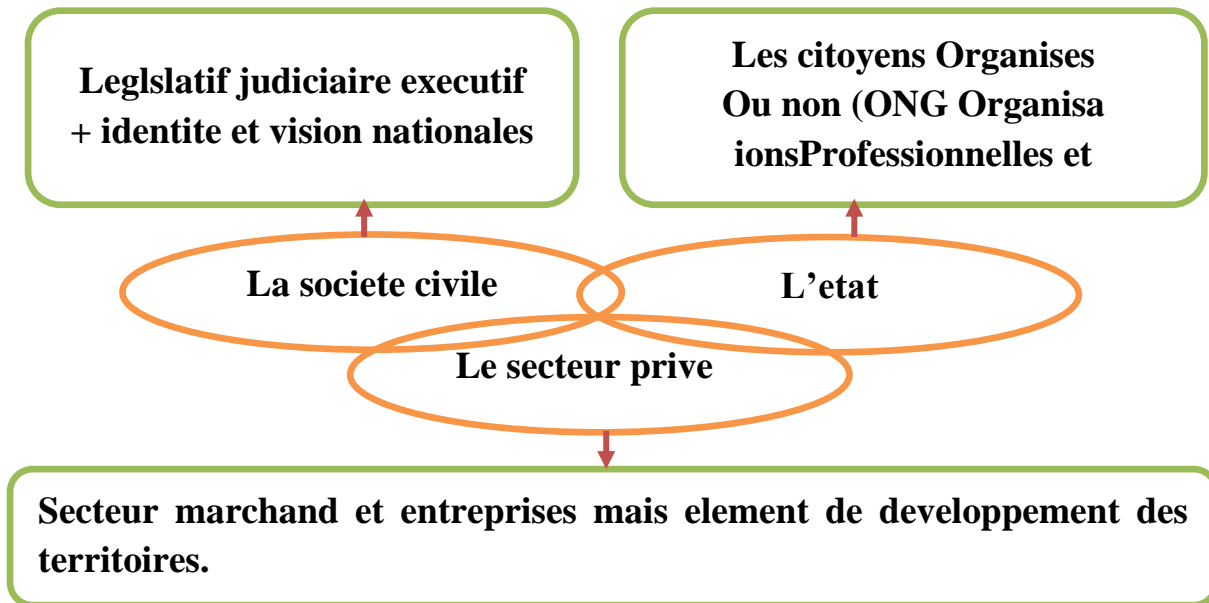 Leglslatif judiciaire executif
+ identite et vision nationales
Les citoyens Organises
Ou non (ONG Organisa
ionsProfessionnelles et
La societe civile
L’etat
Le secteur prive
Secteur marchand et entreprises mais element de developpement des
territoires.